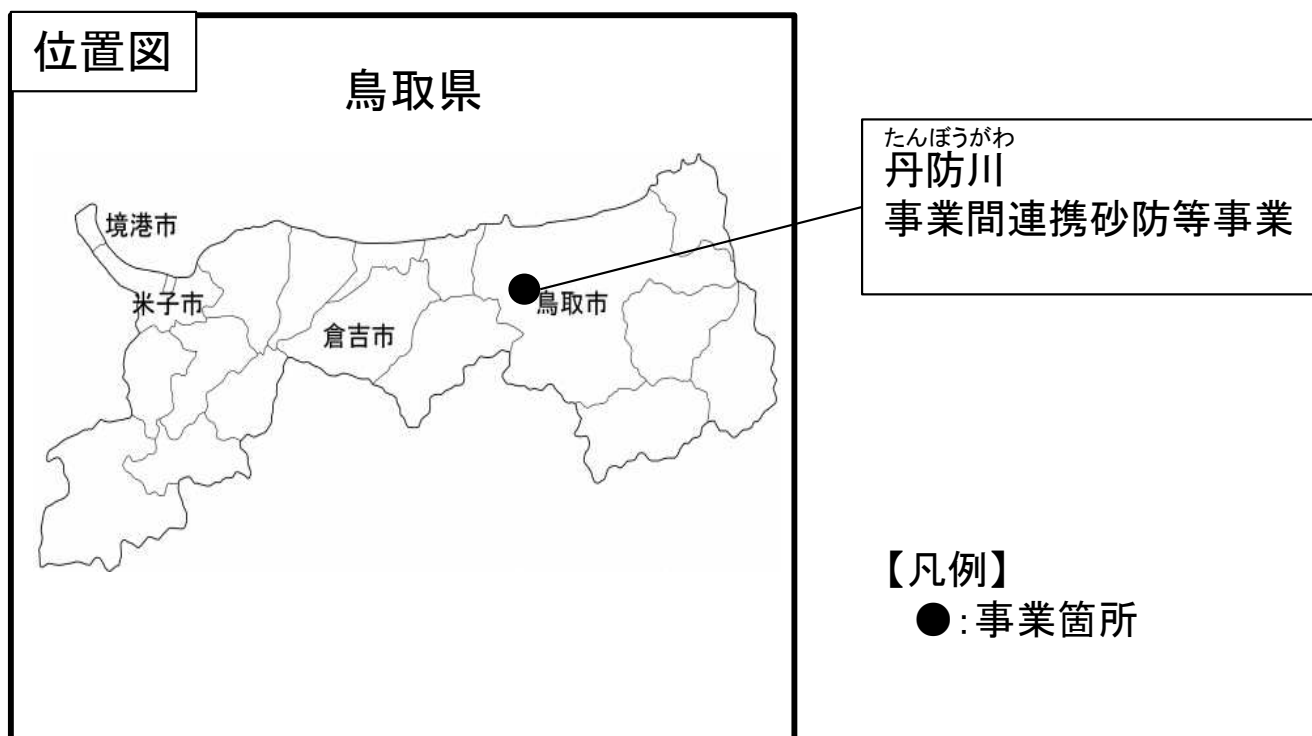 位置図
鳥取県
境港市
米子市
倉吉市
鳥取市
たんぼうがわ
丹防川
事業間連携砂防等事業
【凡例】
●:事業箇所